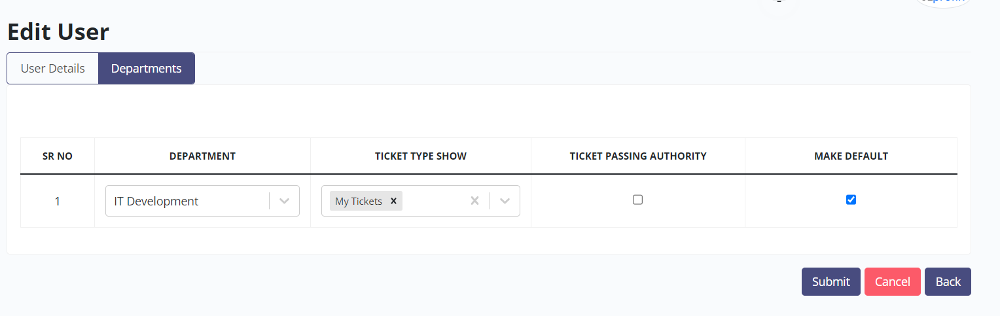 Edit User
User Details Departments
SR NO DEPARTMENT TICKET TYPE SHOW TICKET PASSING AUTHORITY MAKE DEFAULT
1 IT Development My Tickets
Submit Cancel Back